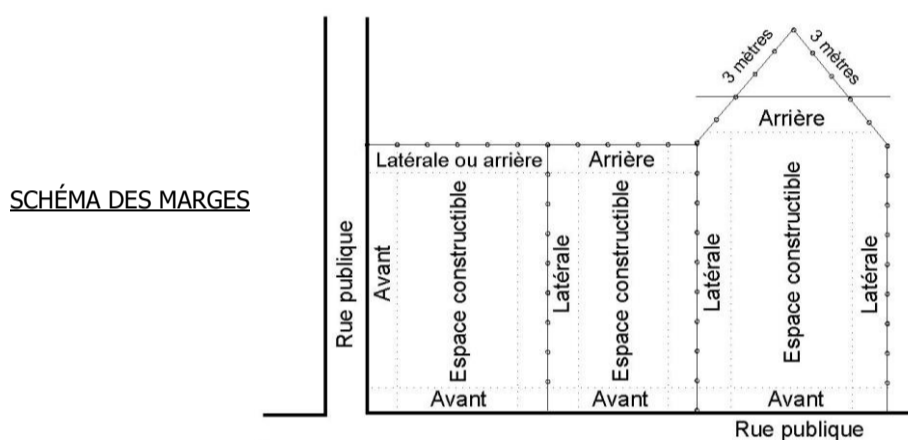 SCHÉMA DES MARGES
Rue publique
3 mètres
3 mètres
Arrière
Latérale ou arrière
Arrière
Avant
Espace constructible
Latérale
Espace constructible
Latérale
Espace constructible
Latérale
Avant
Avant
Avant
Rue publique